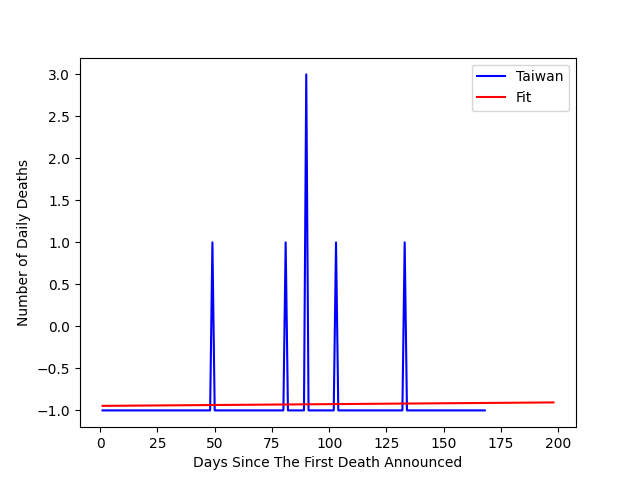 Taiwan
Fit
3.0
2.5
2.0
1.5
1.0
0.5
0.0
−0.5
−1.0
Number of Daily Deaths
0 25 50 75 100 125 150 175 200
Days Since The First Death Announced